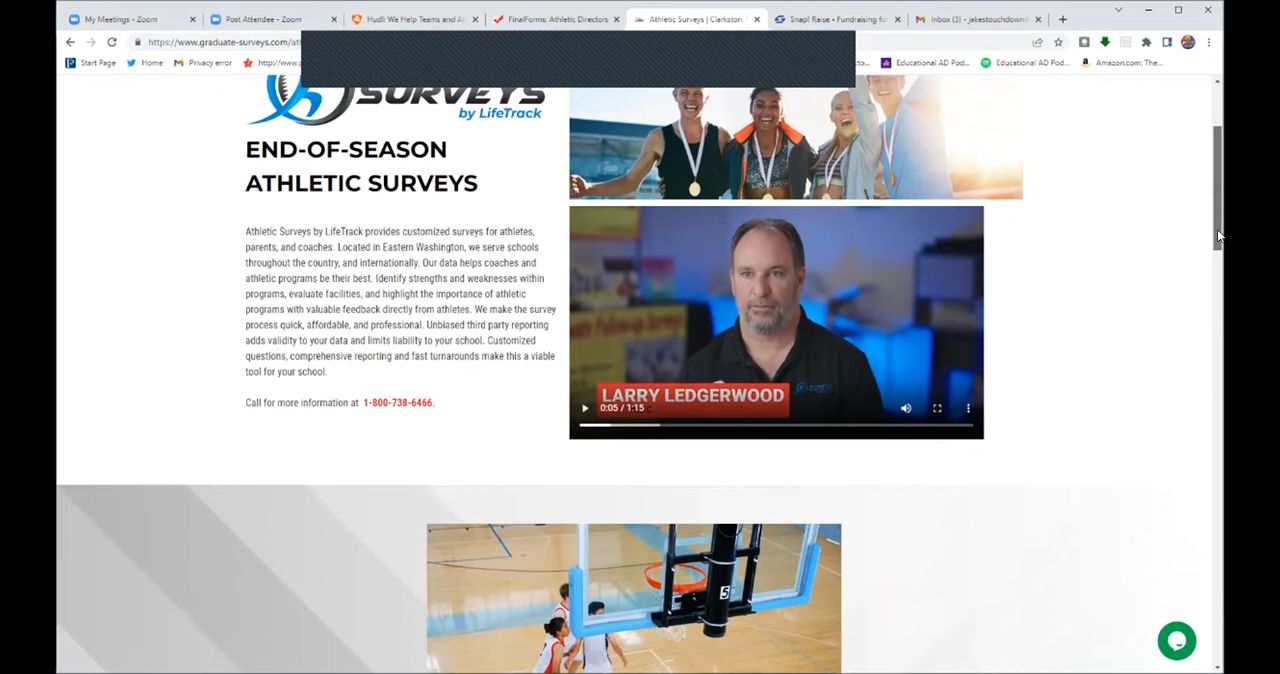 My Meetings - Zoom
Post Attendee - Zoom
Hudl: We Help Teams and At
FinalForms: Athletic Directors
Athletic Surveys | Clarkston,
Snap! Raise • Fundraising fo
Inbox (3) - jakestouchdown
https://www.graduate-surveys.com/at
Start Page
Home
Privacy error
http://www.p
Educational AD Pod...
Educational AD Pod...
Amazon.com: The...
SURVEYS
by LifeTrack
END-OF-SEASON
ATHLETIC SURVEYS
Athletic Surveys by LifeTrack provides customized surveys for athletes,
parents, and coaches. Located in Eastern Washington, we serve schools
throughout the country, and internationally. Our data helps coaches and
athletic programs be their best. Identify strengths and weaknesses within
programs, evaluate facilities, and highlight the importance of athletic
programs with valuable feedback directly from athletes. We make the survey
process quick, affordable, and professional. Unbiased third party reporting
adds validity to your data and limits liability to your school. Customized
questions, comprehensive reporting and fast turnarounds make this a viable
tool for your school.
Call for more information at 1-800-738-6466.
LARRY LEDGERWOOD
0:05 / 1:15
5